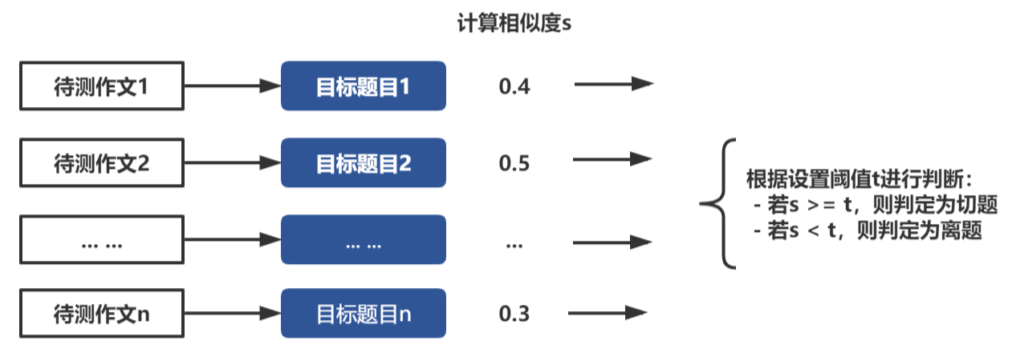 计算相似度s
待测作文1 目标题目1 0.4
待测作文2 目标题目2 0.5
... ... ... ... ...
待测作文n 目标题目n 0.3
根据设置阈值t进行判断：
- 若s >= t，则判定为切题
- 若s < t，则判定为离题